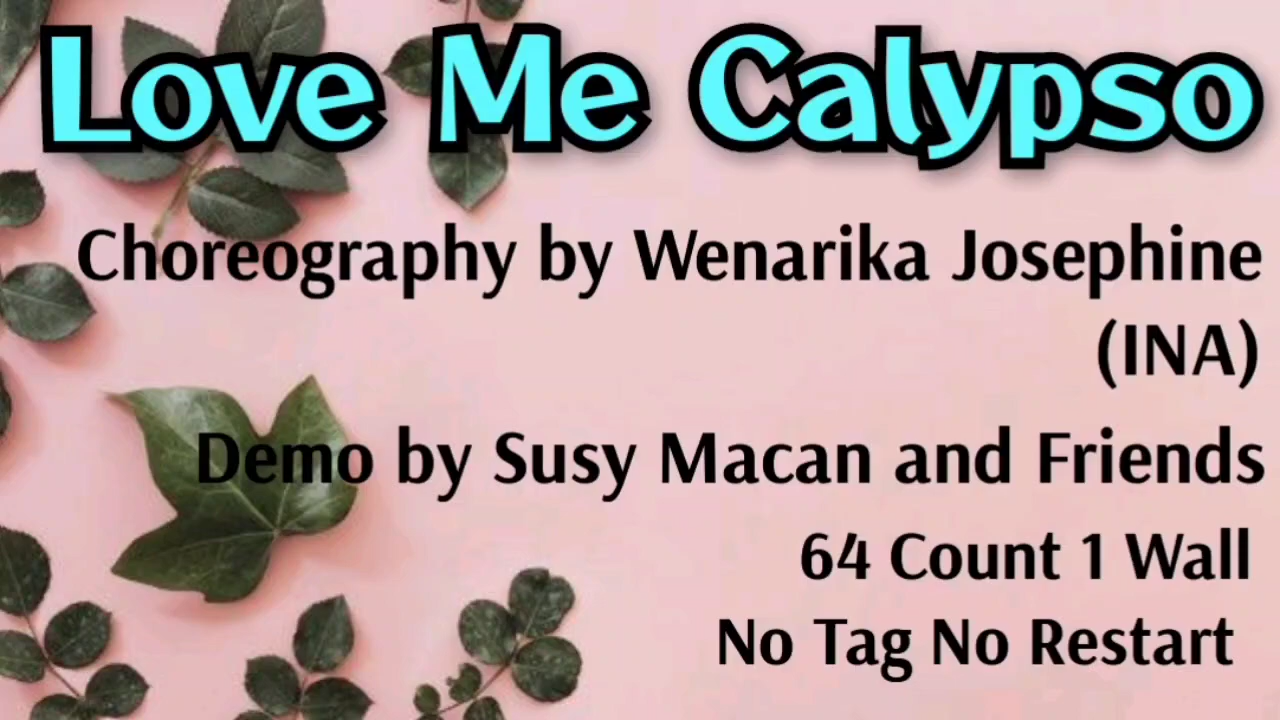 Love Me Calypso
Choreography by Wenarika Josephine
(INA)
Demo by Susy Macan and Friends
64 Count 1 Wall
No Tag No Restart